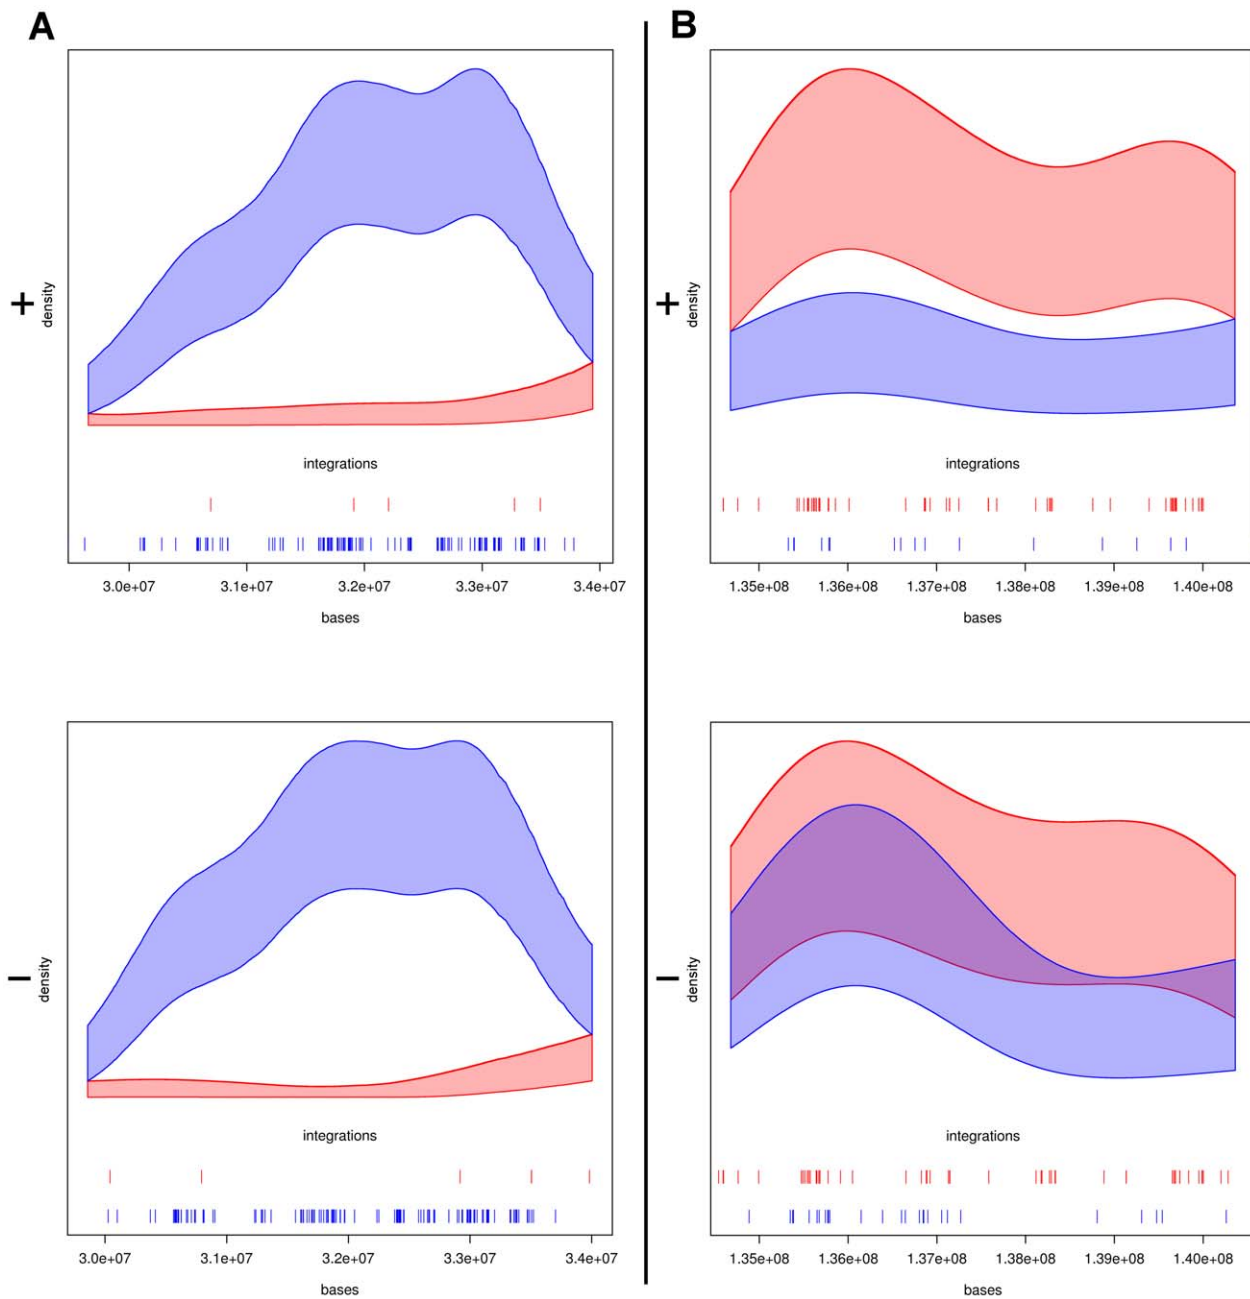 A
B
+
density
integrations
3.0e+07 3.1e+07 3.2e+07 3.3e+07 3.4e+07
bases
+
density
integrations
1.35e+08 1.36e+08 1.37e+08 1.38e+08 1.39e+08 1.40e+08
bases
–
density
integrations
3.0e+07 3.1e+07 3.2e+07 3.3e+07 3.4e+07
bases
–
density
integrations
1.35e+08 1.36e+08 1.37e+08 1.38e+08 1.39e+08 1.40e+08
bases